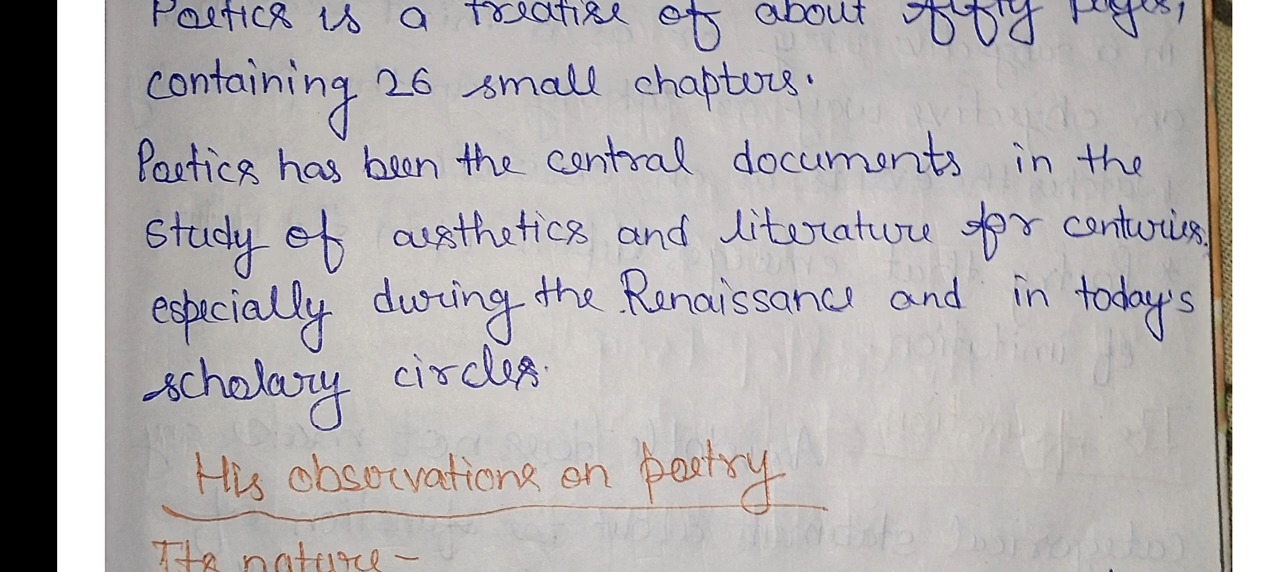 Poetics is a treatise of about fifty pages,
containing 26 small chapters.
Poetics has been the central documents in the
study of aesthetics and literature for centuries,
especially during the Renaissance and in today's
scholary circles.
His observations on poetry
Its nature -